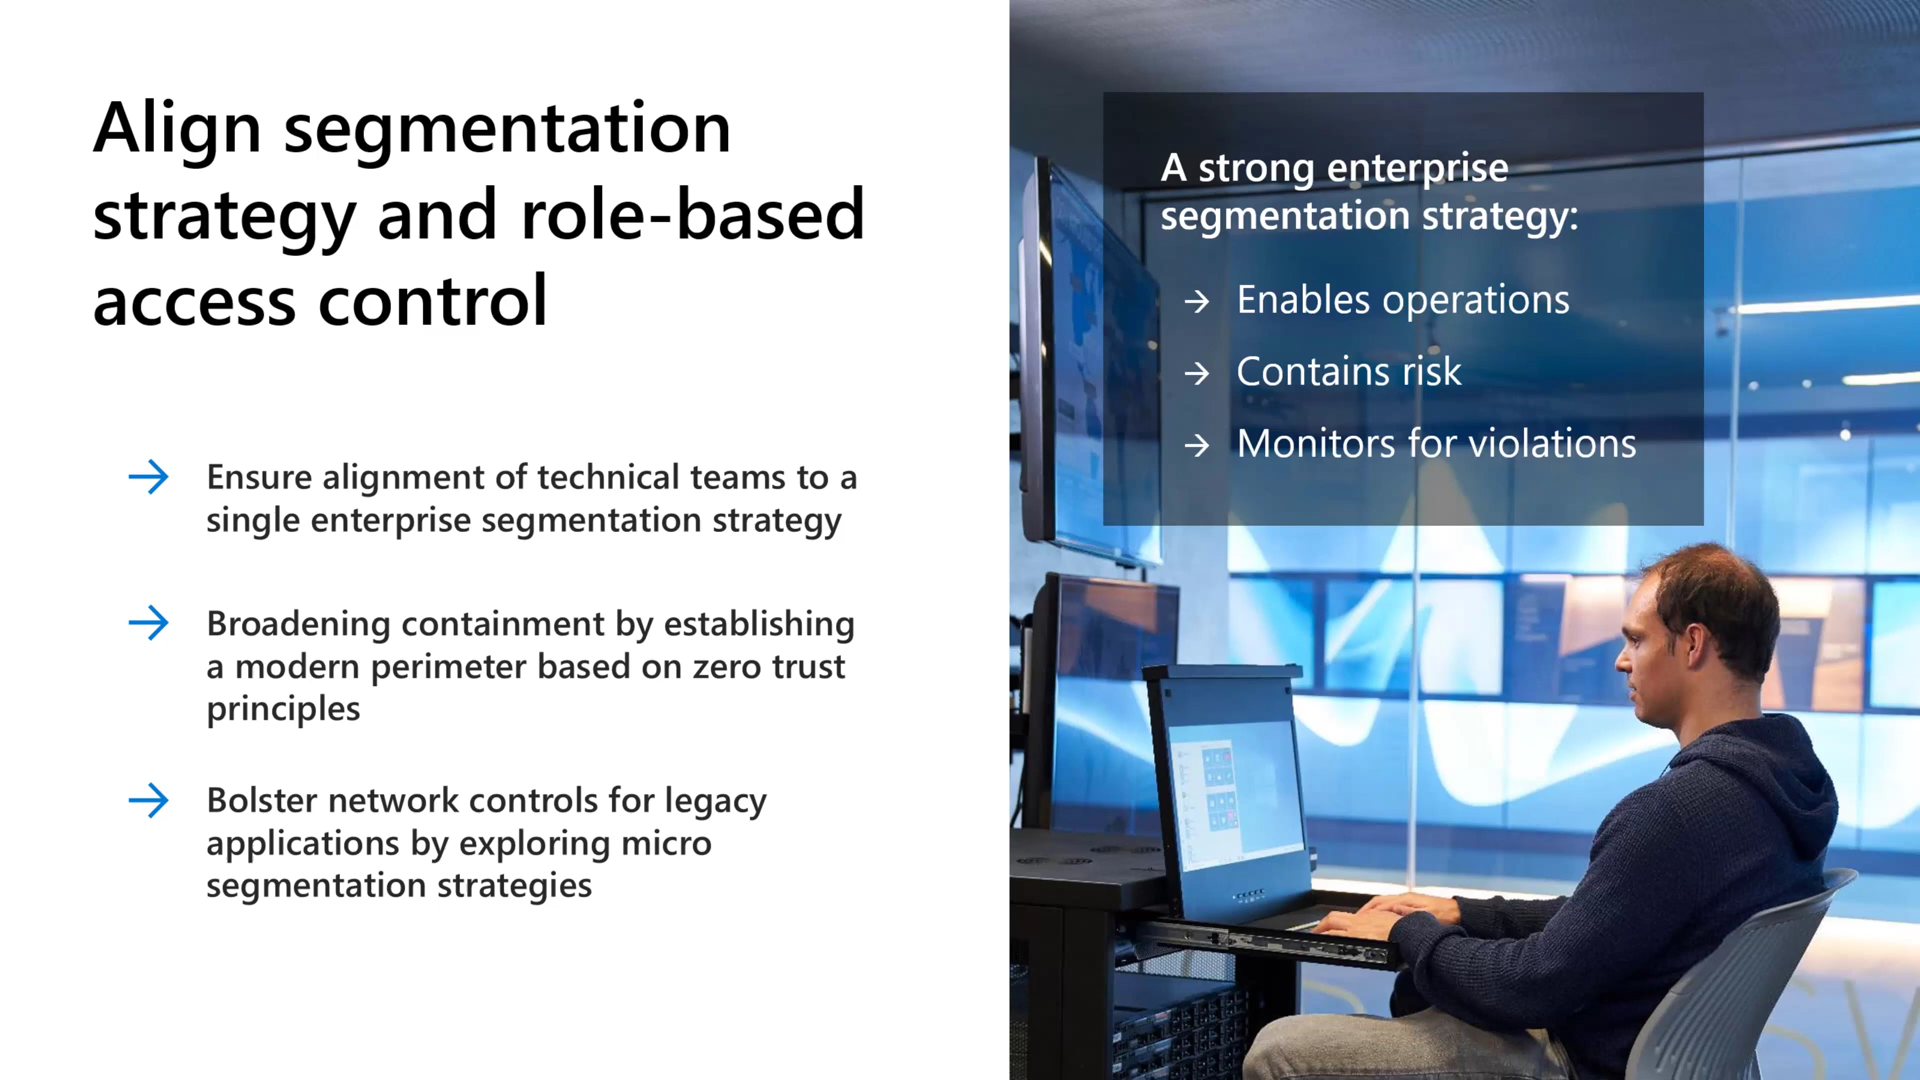 Align segmentation
strategy and role-based
access control
Ensure alignment of technical teams to a
single enterprise segmentation strategy
Broadening containment by establishing
a modern perimeter based on zero trust
principles
Bolster network controls for legacy
applications by exploring micro
segmentation strategies
A strong enterprise
segmentation strategy:
Enables operations
Contains risk
Monitors for violations